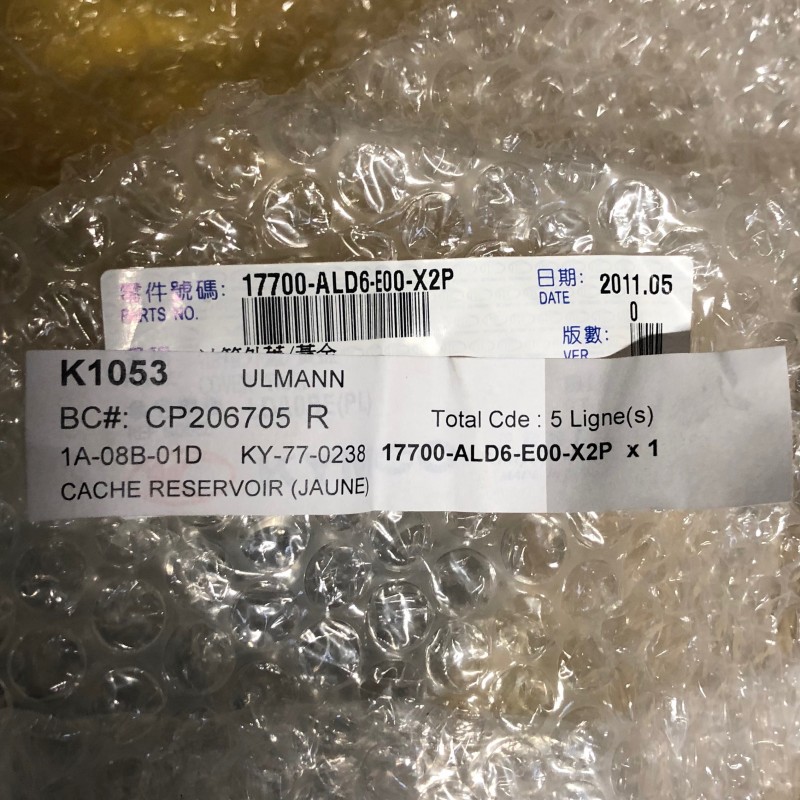 零件號碼: 17700-ALD6-E00-X2P 日期: 2011.05
PARTS NO. DATE
0
版數:
VER
K1053 ULMANN
BC#: CP206705 R Total Cde : 5 Ligne(s)
1A-08B-01D KY-77-0238 17700-ALD6-E00-X2P x 1
CACHE RESERVOIR (JAUNE)